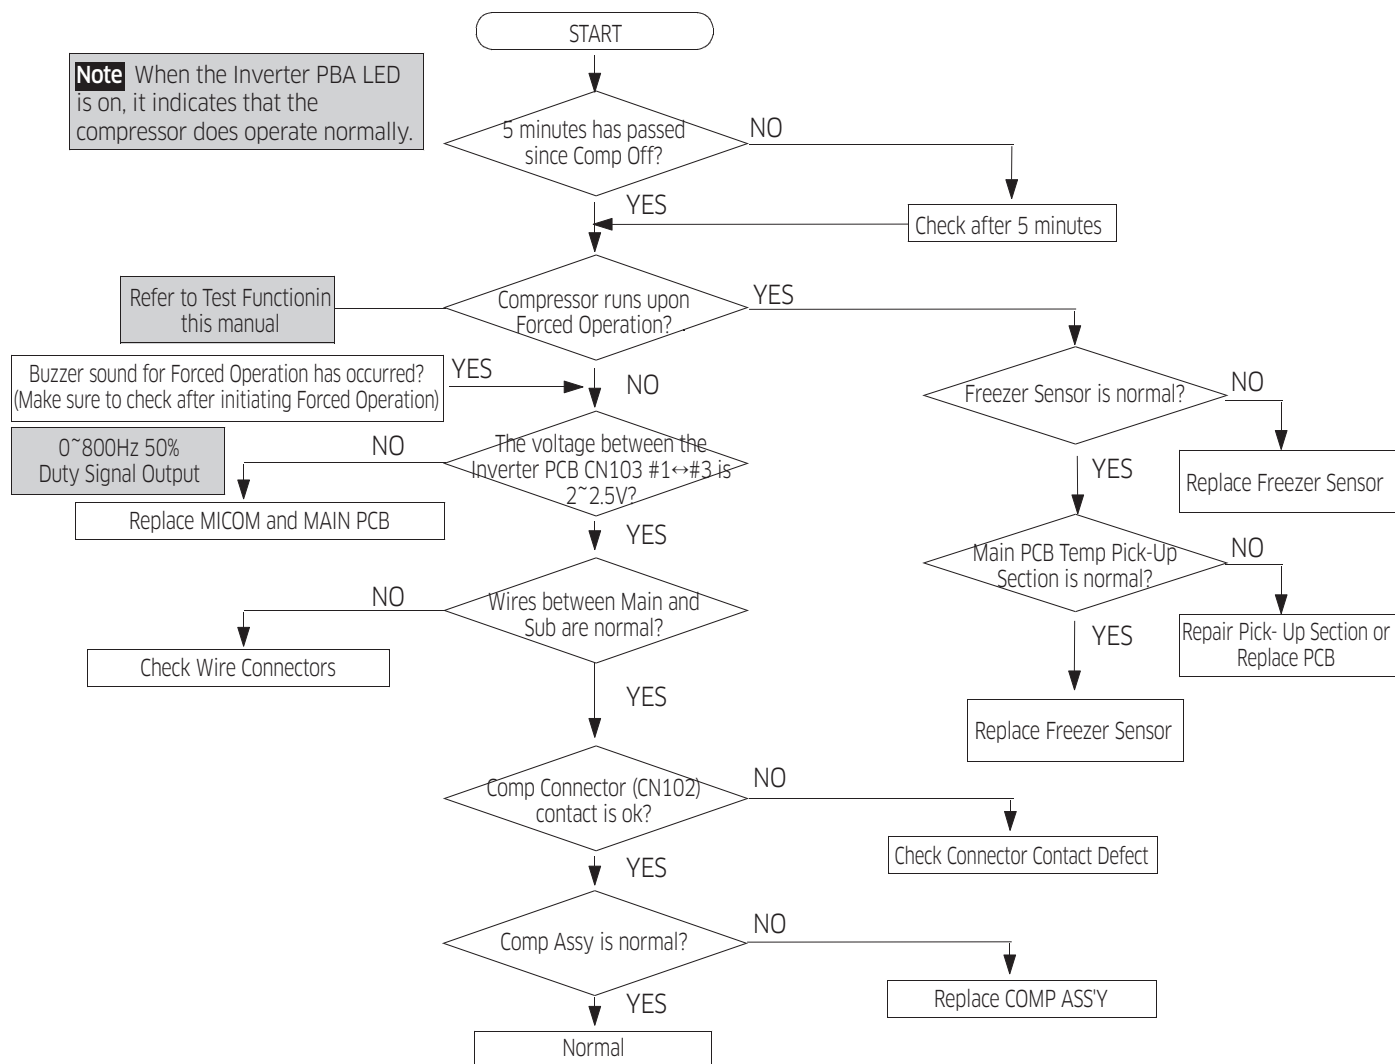 START
Note When the Inverter PBA LED
is on, it indicates that the
compressor does operate normally.
5 minutes has passed
since Comp Off?
NO
YES
Check after 5 minutes
Refer to Test Functionin
this manual
Compressor runs upon
Forced Operation? .
YES
Buzzer sound for Forced Operation has occurred?
(Make sure to check after initiating Forced Operation)
YES
NO
Freezer Sensor is normal?
NO
0~800Hz 50%
Duty Signal Output
NO
The voltage between the
Inverter PCB CN103 #1↔#3 is
2~2.5V?
YES
Replace Freezer Sensor
Replace MICOM and MAIN PCB
YES
Main PCB Temp Pick-Up
Section is normal?
NO
NO
Wires between Main and
Sub are normal?
YES
Repair Pick- Up Section or
Replace PCB
Check Wire Connectors
YES
Replace Freezer Sensor
Comp Connector (CN102)
contact is ok?
NO
Check Connector Contact Defect
YES
Comp Assy is normal?
NO
Replace COMP ASS'Y
YES
Normal